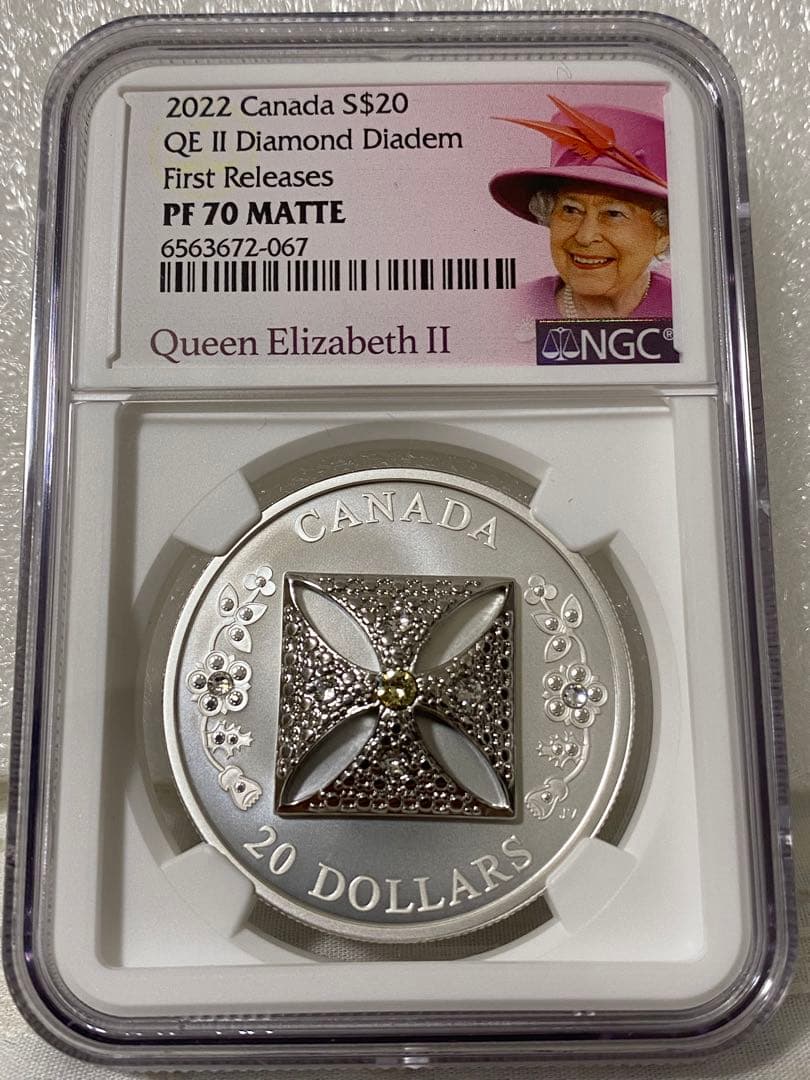 2022 Canada S$20
QE II Diamond Diadem
First Releases
PF 70 MATTE
6563672-067
Queen Elizabeth II
NGC®
CANADA
20 DOLLARS
JV